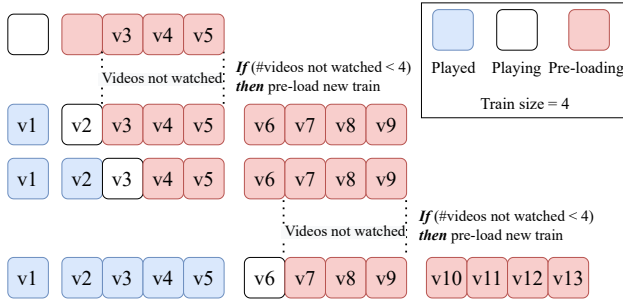 v3 v4 v5
Played Playing Pre-loading
Train size = 4
Videos not watched
If (#videos not watched < 4)
then pre-load new train
v1 v2 v3 v4 v5 v6 v7 v8 v9
v1 v2 v3 v4 v5 v6 v7 v8 v9
Videos not watched
If (#videos not watched < 4)
then pre-load new train
v1 v2 v3 v4 v5 v6 v7 v8 v9 v10 v11 v12 v13